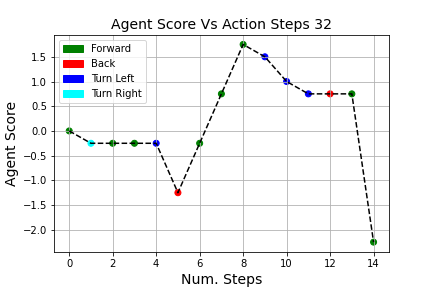 Agent Score Vs Action Steps 32
Forward
Back
Turn Left
Turn Right
1.5
1.0
0.5
0.0
−0.5
−1.0
−1.5
−2.0
Agent Score
0 2 4 6 8 10 12 14
Num. Steps